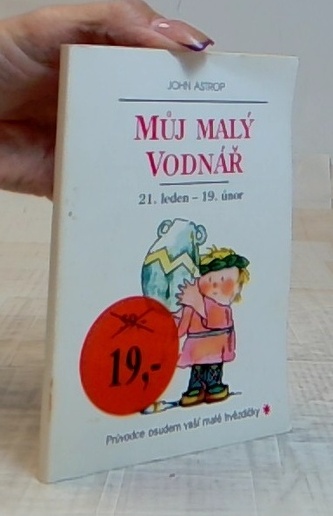 JOHN ASTROP
MŮJ MALÝ
VODNÁŘ
21. leden – 19. únor
19,-
Průvodce osudem vaší malé hvězdičky